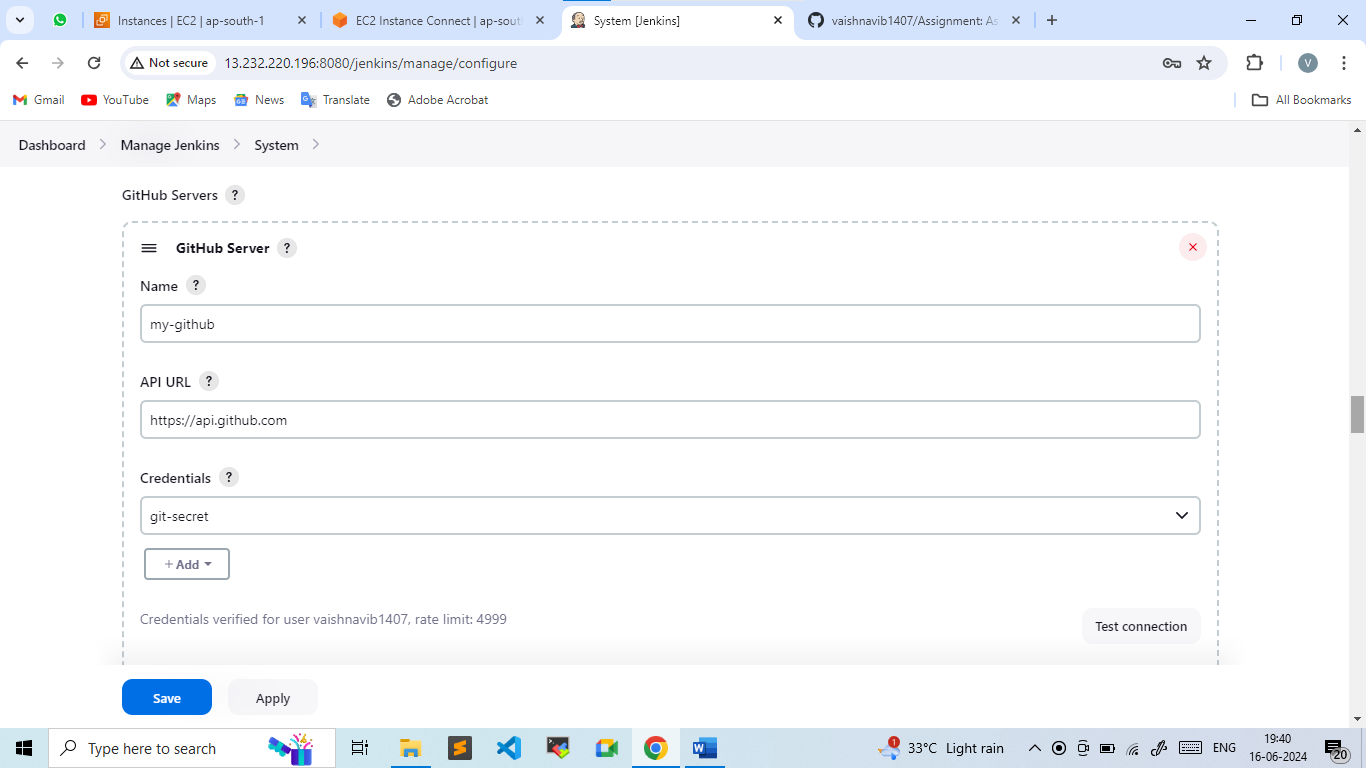 Instances | EC2 | ap-south-1
EC2 Instance Connect | ap-sout
System [Jenkins]
vaishnavib1407/Assignment: As
Not secure
13.232.220.196:8080/jenkins/manage/configure
V
Gmail
YouTube
Maps
News
Translate
Adobe Acrobat
All Bookmarks
Dashboard
Manage Jenkins
System
GitHub Servers ?
GitHub Server ?
Name ?
my-github
API URL ?
https://api.github.com
Credentials ?
git-secret
+ Add
Credentials verified for user vaishnavib1407, rate limit: 4999
Test connection
Save
Apply
Type here to search
1
33°C Light rain
ENG
19:40
16-06-2024
20